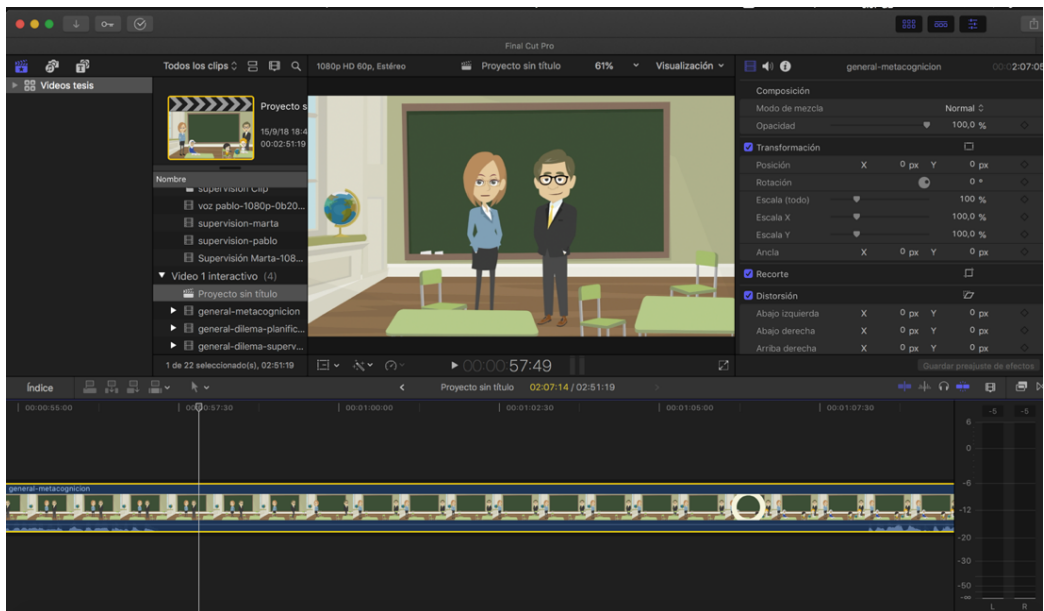 Final Cut Pro
Todos los clips
1080p HD 60p, Estéreo
Proyecto sin título
61%
Visualización
general-metacognicion
00:02:07:05
Videos tesis
Proyecto s
15/9/18 18:4
00:02:51:19
Nombre
supervisión Clip
voz pablo-1080p-0b20...
supervision-marta
supervision-pablo
Supervisión Marta-108...
Video 1 interactivo (4)
Proyecto sin título
general-metacognicion
general-dilema-planific...
general-dilema-superv...
1 de 22 seleccionado(s), 02:51:19
00:00:57:49
Composición
Modo de mezcla Normal
Opacidad 100,0 %
Transformación
Posición X 0 px Y 0 px
Rotación 0 °
Escala (todo) 100 %
Escala X 100,0 %
Escala Y 100,0 %
Ancla X 0 px Y 0 px
Recorte
Distorsión
Abajo izquierda X 0 px Y 0 px
Abajo derecha X 0 px Y 0 px
Arriba derecha X 0 px Y 0 px
Guardar preajuste de efectos
Índice
Proyecto sin título 02:07:14 / 02:51:19
00:00:55:00 00:00:57:30 00:01:00:00 00:01:02:30 00:01:05:00 00:01:07:30
-5 -5
6
0
-6
general-metacognicion
-12
-20
-30
-50
-∞
L R